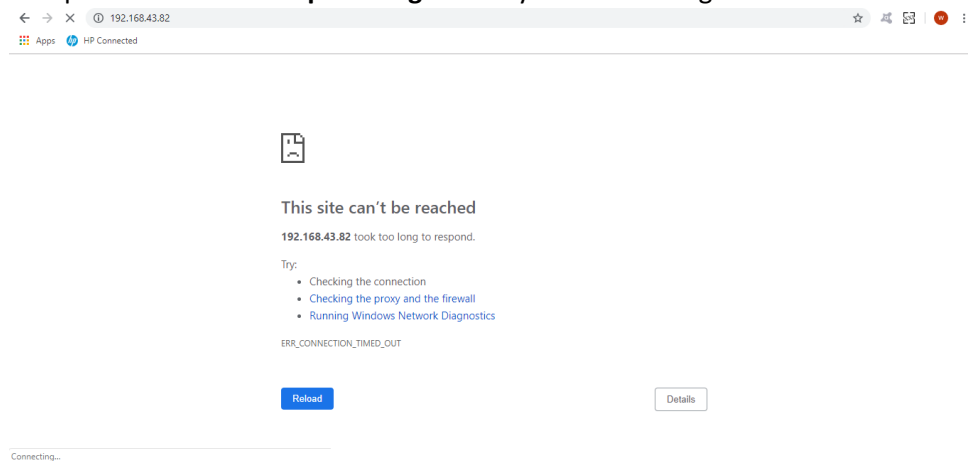 192.168.43.82
Apps HP Connected
This site can't be reached
192.168.43.82 took too long to respond.
Try:
• Checking the connection
• Checking the proxy and the firewall
• Running Windows Network Diagnostics
ERR_CONNECTION_TIMED_OUT
Reload Details
Connecting...